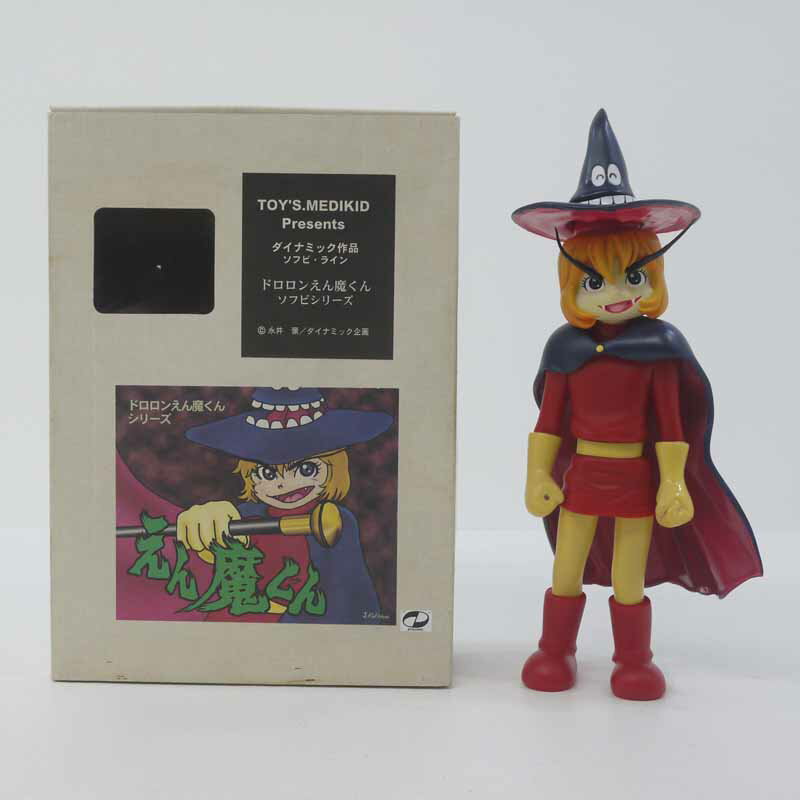 TOY'S.MEDIKID
Presents
ダイナミック作品
ソフビ・ライン
ドロロンえん魔くん
ソフビシリーズ
© 永井 豪/ダイナミック企画
ドロロンえん魔くん
シリーズ
えん魔くん